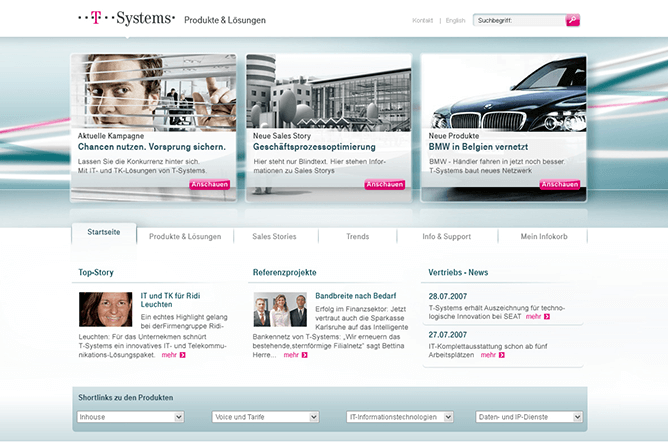 · · T · · Systems ·
Produkte & Lösungen
Kontakt | English
Suchbegriff:
Aktuelle Kampagne
Chancen nutzen. Vorsprung sichern.
Lassen Sie die Konkurrenz hinter sich.
Mit IT- und TK-Lösungen von T-Systems.
Anschauen
Neue Sales Story
Geschäftsprozessoptimierung
Hier steht nur Blindtext. Hier stehen Infor-
mationen zu Sales Storys
Anschauen
Neue Produkte
BMW in Belgien vernetzt
BMW - Händler fahren in jetzt noch besser.
T-Systems baut neues Netzwerk
Anschauen
Startseite
Produkte & Lösungen
Sales Stories
Trends
Info & Support
Mein Infokorb
Top-Story
IT und TK für Ridi
Leuchten
Ein echtes Highlight gelang
bei derFirmengruppe Ridi-
Leuchten. Für das Unternehmen schnürt
T-Systems ein innovatives IT- und Telekommu-
nikations-Lösungspaket. mehr
Referenzprojekte
Bandbreite nach Bedarf
Erfolg im Finanzsektor: Jetzt
vertraut auch die Sparkasse
Karlsruhe auf das Intelligente
Bankennetz von T-Systems. „Wir erneuern das
bestehende,sternförmige Filialnetz" sagt Bettina
Herre... mehr
Vertriebs - News
28.07.2007
T-Systems erhält Auszeichnung für techno-
logische Innovation bei SEAT mehr
27.07.2007
IT-Komplettausstattung schon ab fünf
Arbeitsplätzen mehr
Shortlinks zu den Produkten
Inhouse
Voice und Tarife
IT-Informationstechnologien
Daten- und IP-Dienste